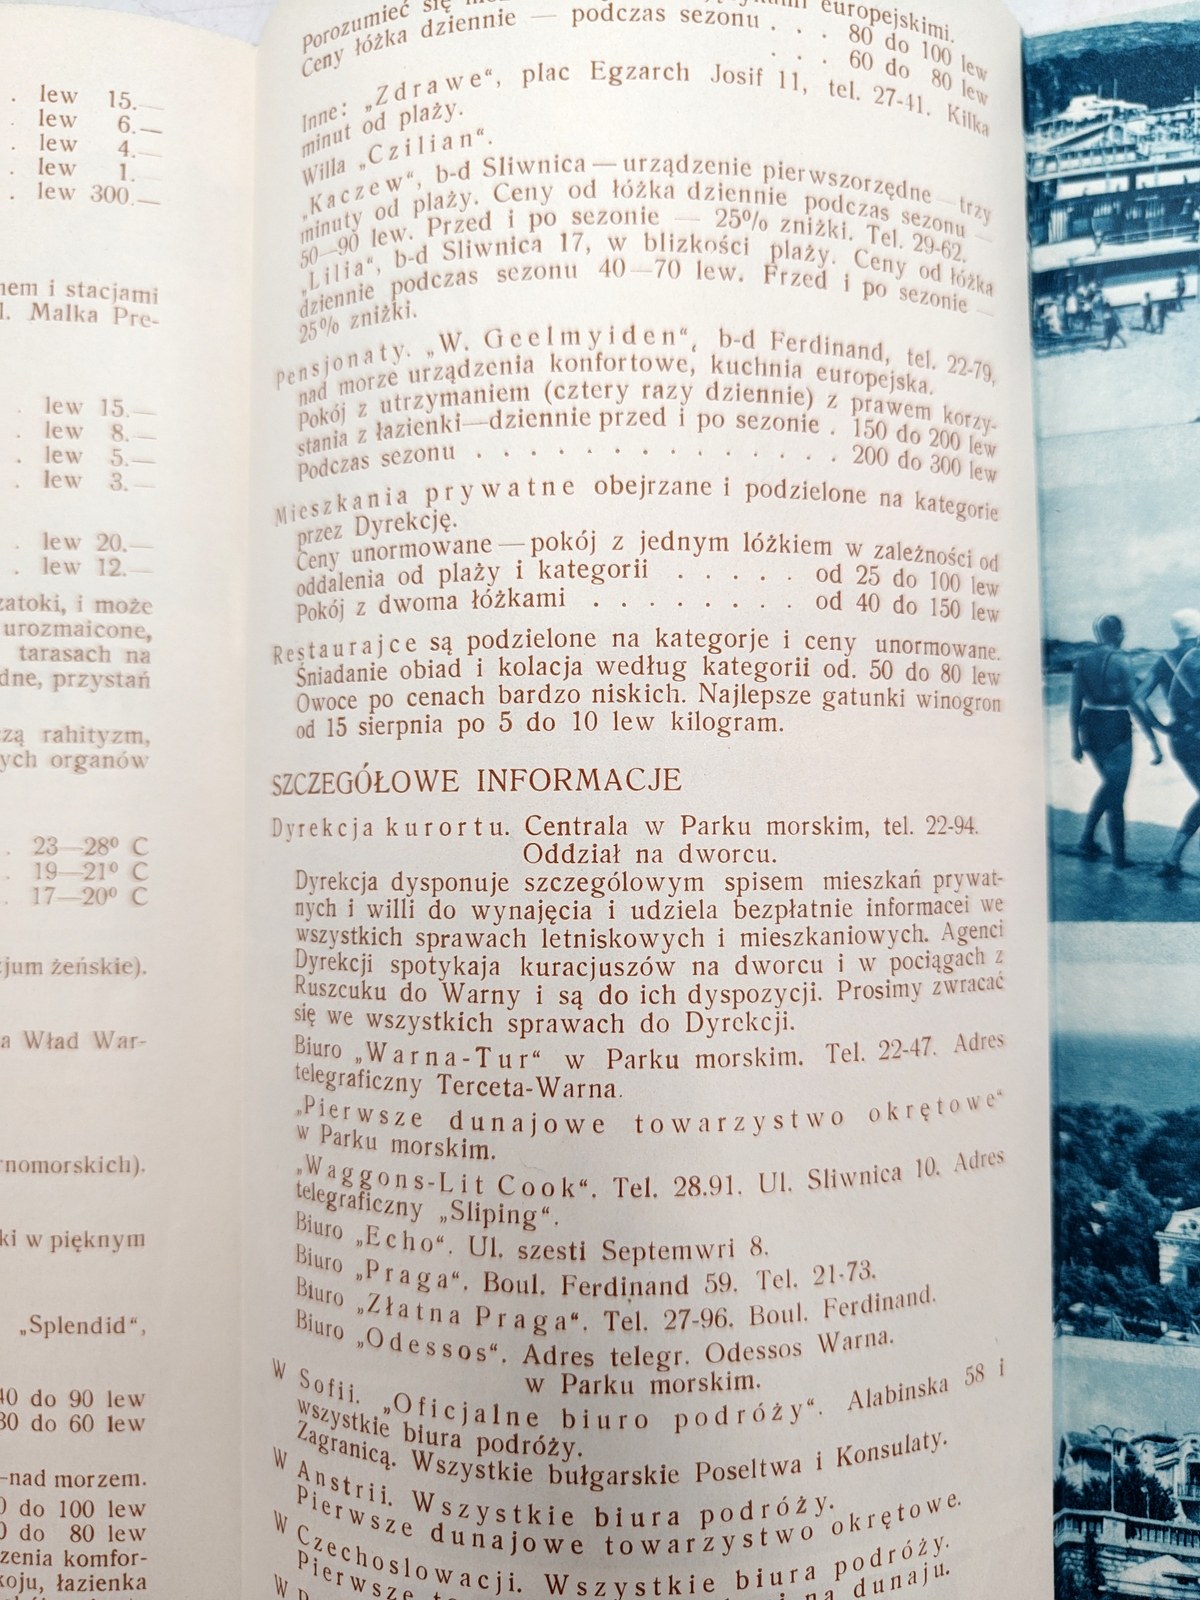 . lew 15.—
. lew 6.—
. lew 4.—
. lew 1.—
. lew 300.—
nem i stacjami
l. Malka Pre-
. lew 15.—
. lew 8.—
. lew 5.—
. lew 3.—
. lew 20.—
. lew 12.—
zatoki, i może
urozmaicone,
tarasach na
dne, przystań
czą rahityzm,
ych organów
. 23—28⁰ C
. 19—21⁰ C
. 17—20⁰ C
jum żeńskie).
a Wład War-
rnomorskich).
ki w pięknym
„Splendid“,
40 do 90 lew
30 do 60 lew
—nad morzem.
0 do 100 lew
0 do 80 lew
zenia komfor-
koju, łazienka
Porozumieć się europejskimi.
Ceny łóżka dziennie — podczas sezonu . . . 80 do 100 lew
. . . 60 do 80 lew
Inne: „Zdrawe“, plac Egzarch Josif 11, tel. 27-41. Kilka
minut od plaży.
Willa „Czilian“.
„Kaczew“, b-d Sliwnica — urządzenie pierwszorzędne — trzy
minuty od plaży. Ceny od łóżka dziennie podczas sezonu —
50—90 lew. Przed i po sezonie — 25% zniżki. Tel. 29-62.
„Lilia“, b-d Sliwnica 17, w blizkości plaży. Ceny od łóżka
dziennie podczas sezonu 40—70 lew. Frzed i po sezonie —
25% zniżki.
Pensjonaty. „W. Geelmyiden“, b-d Ferdinand, tel. 22-79,
nad morze urządzenia konfortowe, kuchnia europejska.
Pokój z utrzymaniem (cztery razy dziennie) z prawem korzy-
stania z łazienki—dziennie przed i po sezonie . 150 do 200 lew
Podczas sezonu . . . . . . . . . . . . . 200 do 300 lew
Mieszkania prywatne obejrzane i podzielone na kategorie
przez Dyrekcję.
Ceny unormowane — pokój z jednym lóżkiem w zależności od
oddalenia od plaży i kategorii . . . . . od 25 do 100 lew
Pokój z dwoma łóżkami . . . . . . . . od 40 do 150 lew
Restaurajce są podzielone na kategorje i ceny unormowane.
Śniadanie obiad i kolacja według kategorii od. 50 do 80 lew
Owoce po cenach bardzo niskich. Najlepsze gatunki winogron
od 15 sierpnia po 5 do 10 lew kilogram.
SZCZEGÓŁOWE INFORMACJE
Dyrekcja kurortu. Centrala w Parku morskim, tel. 22-94.
Oddział na dworcu.
Dyrekcja dysponuje szczególowym spisem mieszkań prywat-
nych i willi do wynajęcia i udziela bezpłatnie informacei we
wszystkich sprawach letniskowych i mieszkaniowych. Agenci
Dyrekcji spotykaja kuracjuszów na dworcu i w pociągach z
Ruszcuku do Warny i są do ich dyspozycji. Prosimy zwracać
się we wszystkich sprawach do Dyrekcji.
Biuro „Warna-Tur“ w Parku morskim. Tel. 22-47. Adres
telegraficzny Terceta-Warna.
„Pierwsze dunajowe towarzystwo okrętowe“
w Parku morskim.
„Waggons-Lit Cook“. Tel. 28.91. Ul. Sliwnica 10. Adres
telegraficzny „Sliping“.
Biuro „Echo“. Ul. szesti Septemwri 8.
Biuro „Praga“. Boul. Ferdinand 59. Tel. 21-73.
Biuro „Złatna Praga“. Tel. 27-96. Boul. Ferdinand.
Biuro „Odessos“. Adres telegr. Odessos Warna.
w Parku morskim.
W Sofii. „Oficjalne biuro podróży“. Alabinska 58 i
wszystkie biura podróży.
Zagranicą. Wszystkie bułgarskie Poseltwa i Konsulaty.
W Anstrii. Wszystkie biura podróży.
Pierwsze dunajowe towarzystwo okrętowe.
W Czechoslowacji. Wszystkie biura podróży.
Pierwsze na dunaju.
W